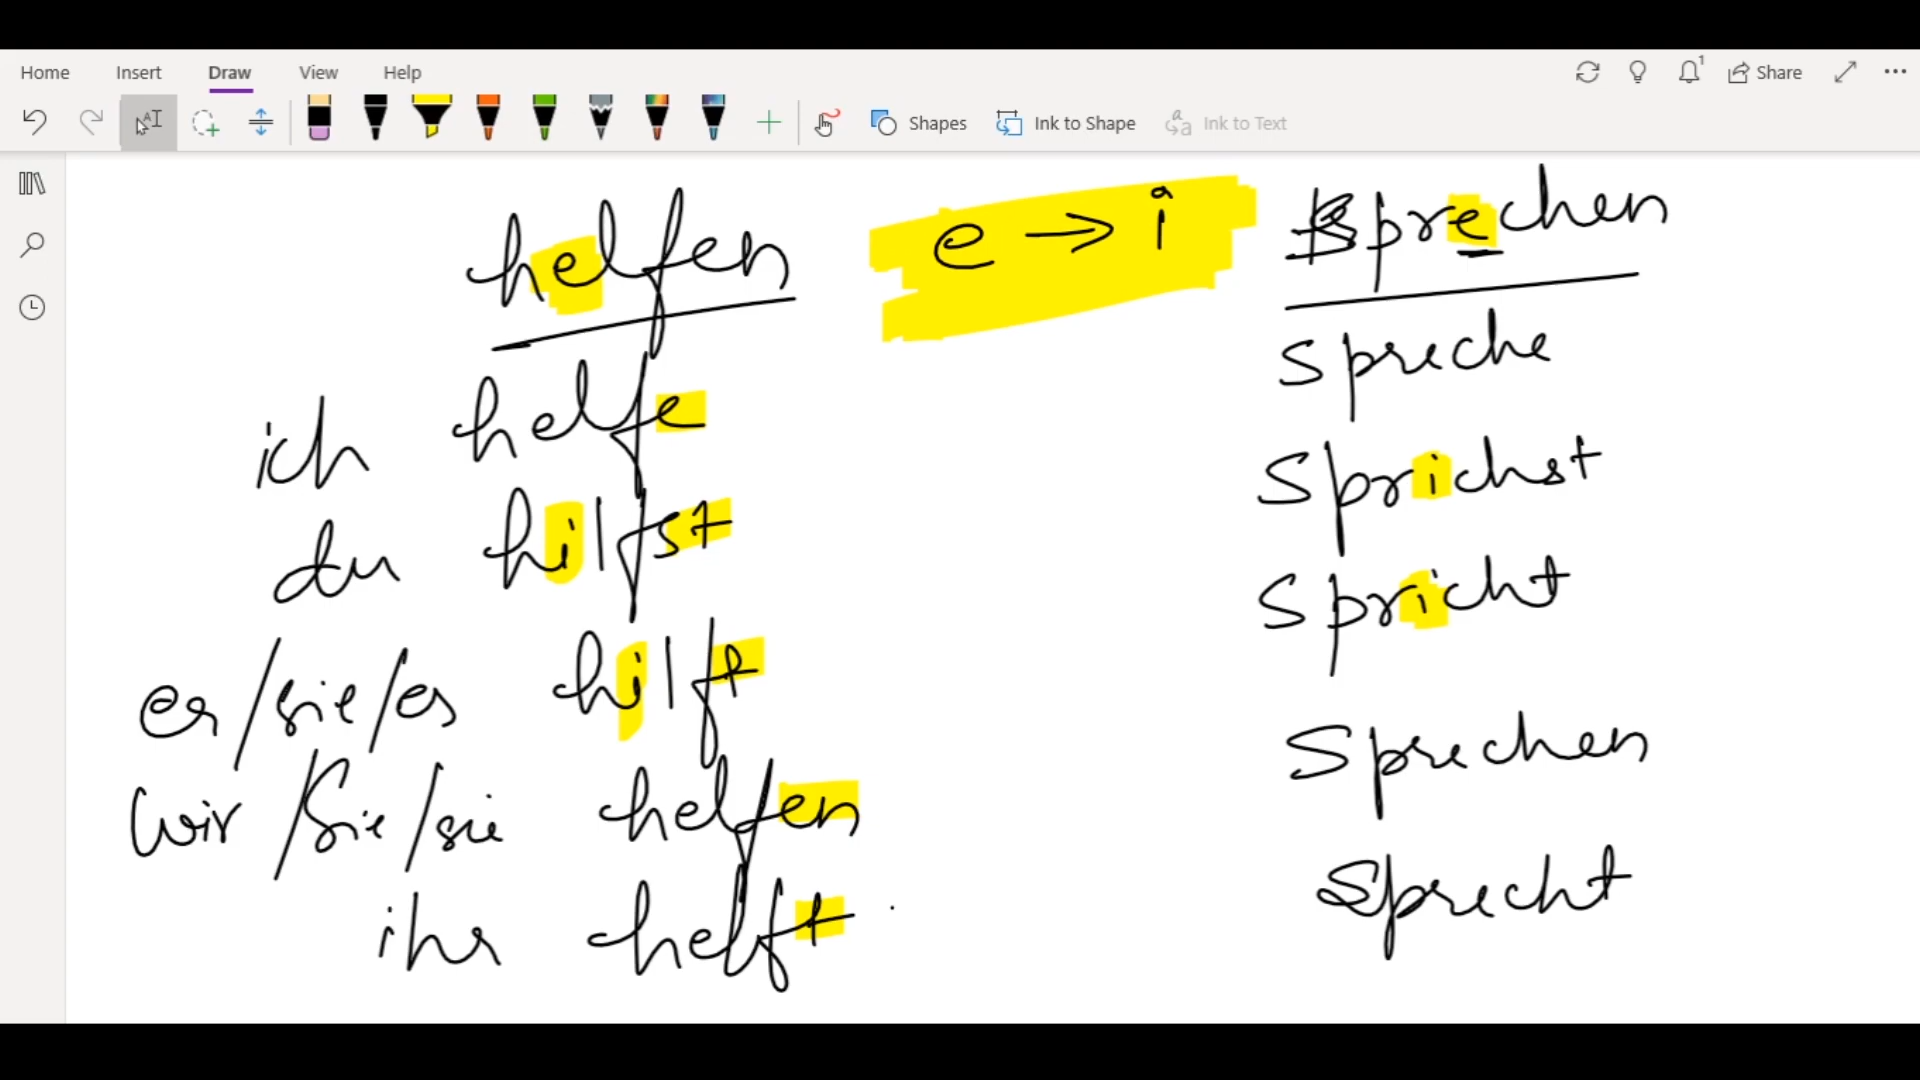 Home Insert Draw View Help 1 Share
Shapes Ink to Shape Ink to Text
helfen e → i sprechen
ich helfe spreche
du hilfst sprichst
er/sie/es hilft spricht
wir/Sie/sie helfen sprechen
ihr helft sprecht